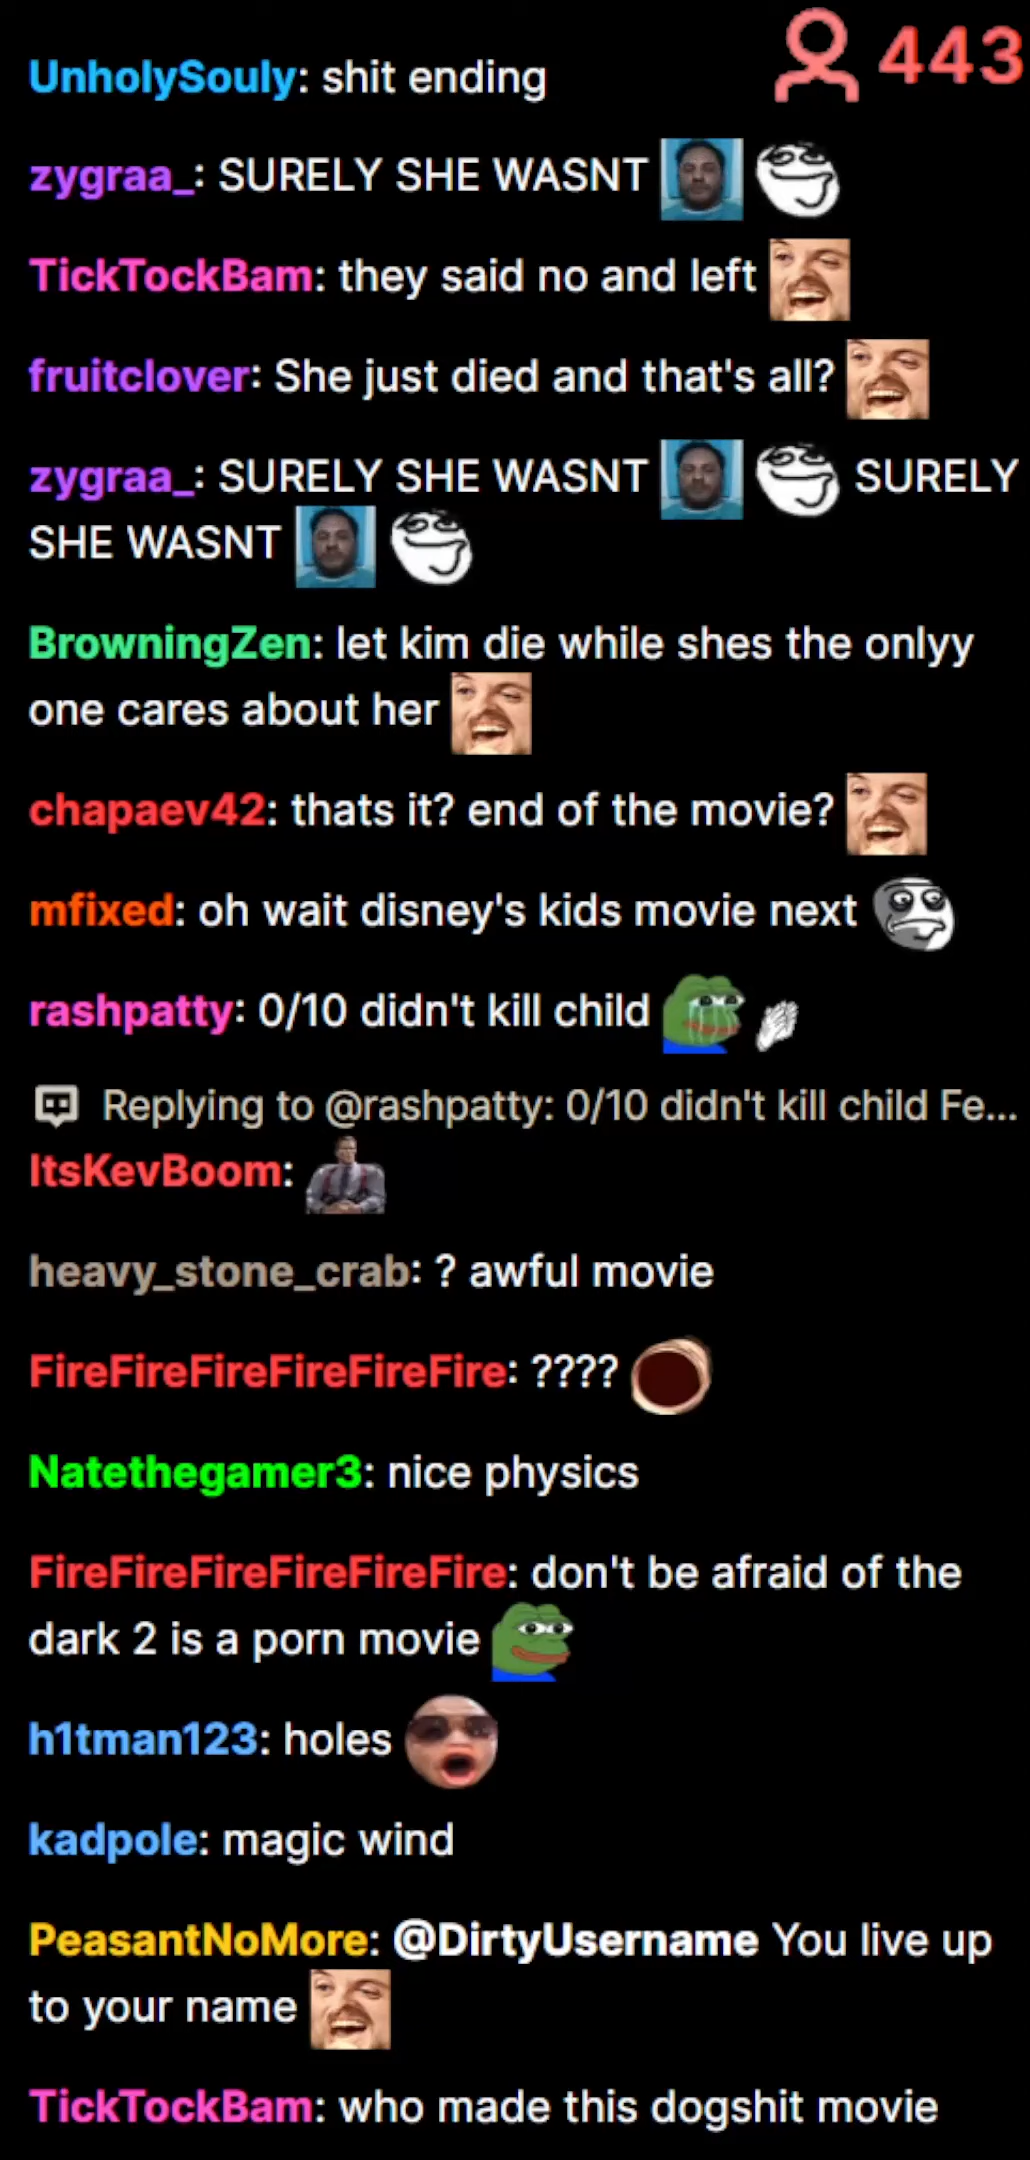 443
UnholySouly: shit ending
zygraa_: SURELY SHE WASNT
TickTockBam: they said no and left
fruitclover: She just died and that's all?
zygraa_: SURELY SHE WASNT SURELY
SHE WASNT
BrowningZen: let kim die while shes the onlyy
one cares about her
chapaev42: thats it? end of the movie?
mfixed: oh wait disney's kids movie next
rashpatty: 0/10 didn't kill child
Replying to @rashpatty: 0/10 didn't kill child Fe...
ItsKevBoom:
heavy_stone_crab: ? awful movie
FireFireFireFireFireFire: ????
Natethegamer3: nice physics
FireFireFireFireFireFire: don't be afraid of the
dark 2 is a porn movie
h1tman123: holes
kadpole: magic wind
PeasantNoMore: @DirtyUsername You live up
to your name
TickTockBam: who made this dogshit movie